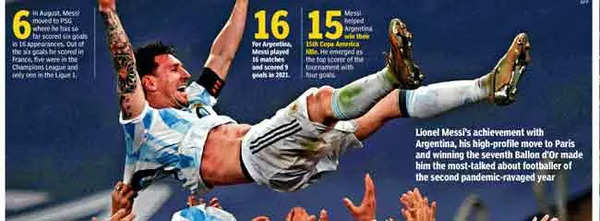 6
In August, Messi
moved to PSG
where he has so
far scored six goals
in 16 appearances. Out of
the six goals he scored in
France, five were in the
Champions League and
only one in the Ligue 1.
16
For Argentina,
Messi played
16 matches
and scored 9
goals in 2021.
15
Messi
helped
Argentina
win their
15th Copa America
title. He emerged as
the top scorer of the
tournament with
four goals.
Lionel Messi's achievement with
Argentina, his high-profile move to Paris
and winning the seventh Ballon d'Or made
him the most-talked about footballer of
the second pandemic-ravaged year